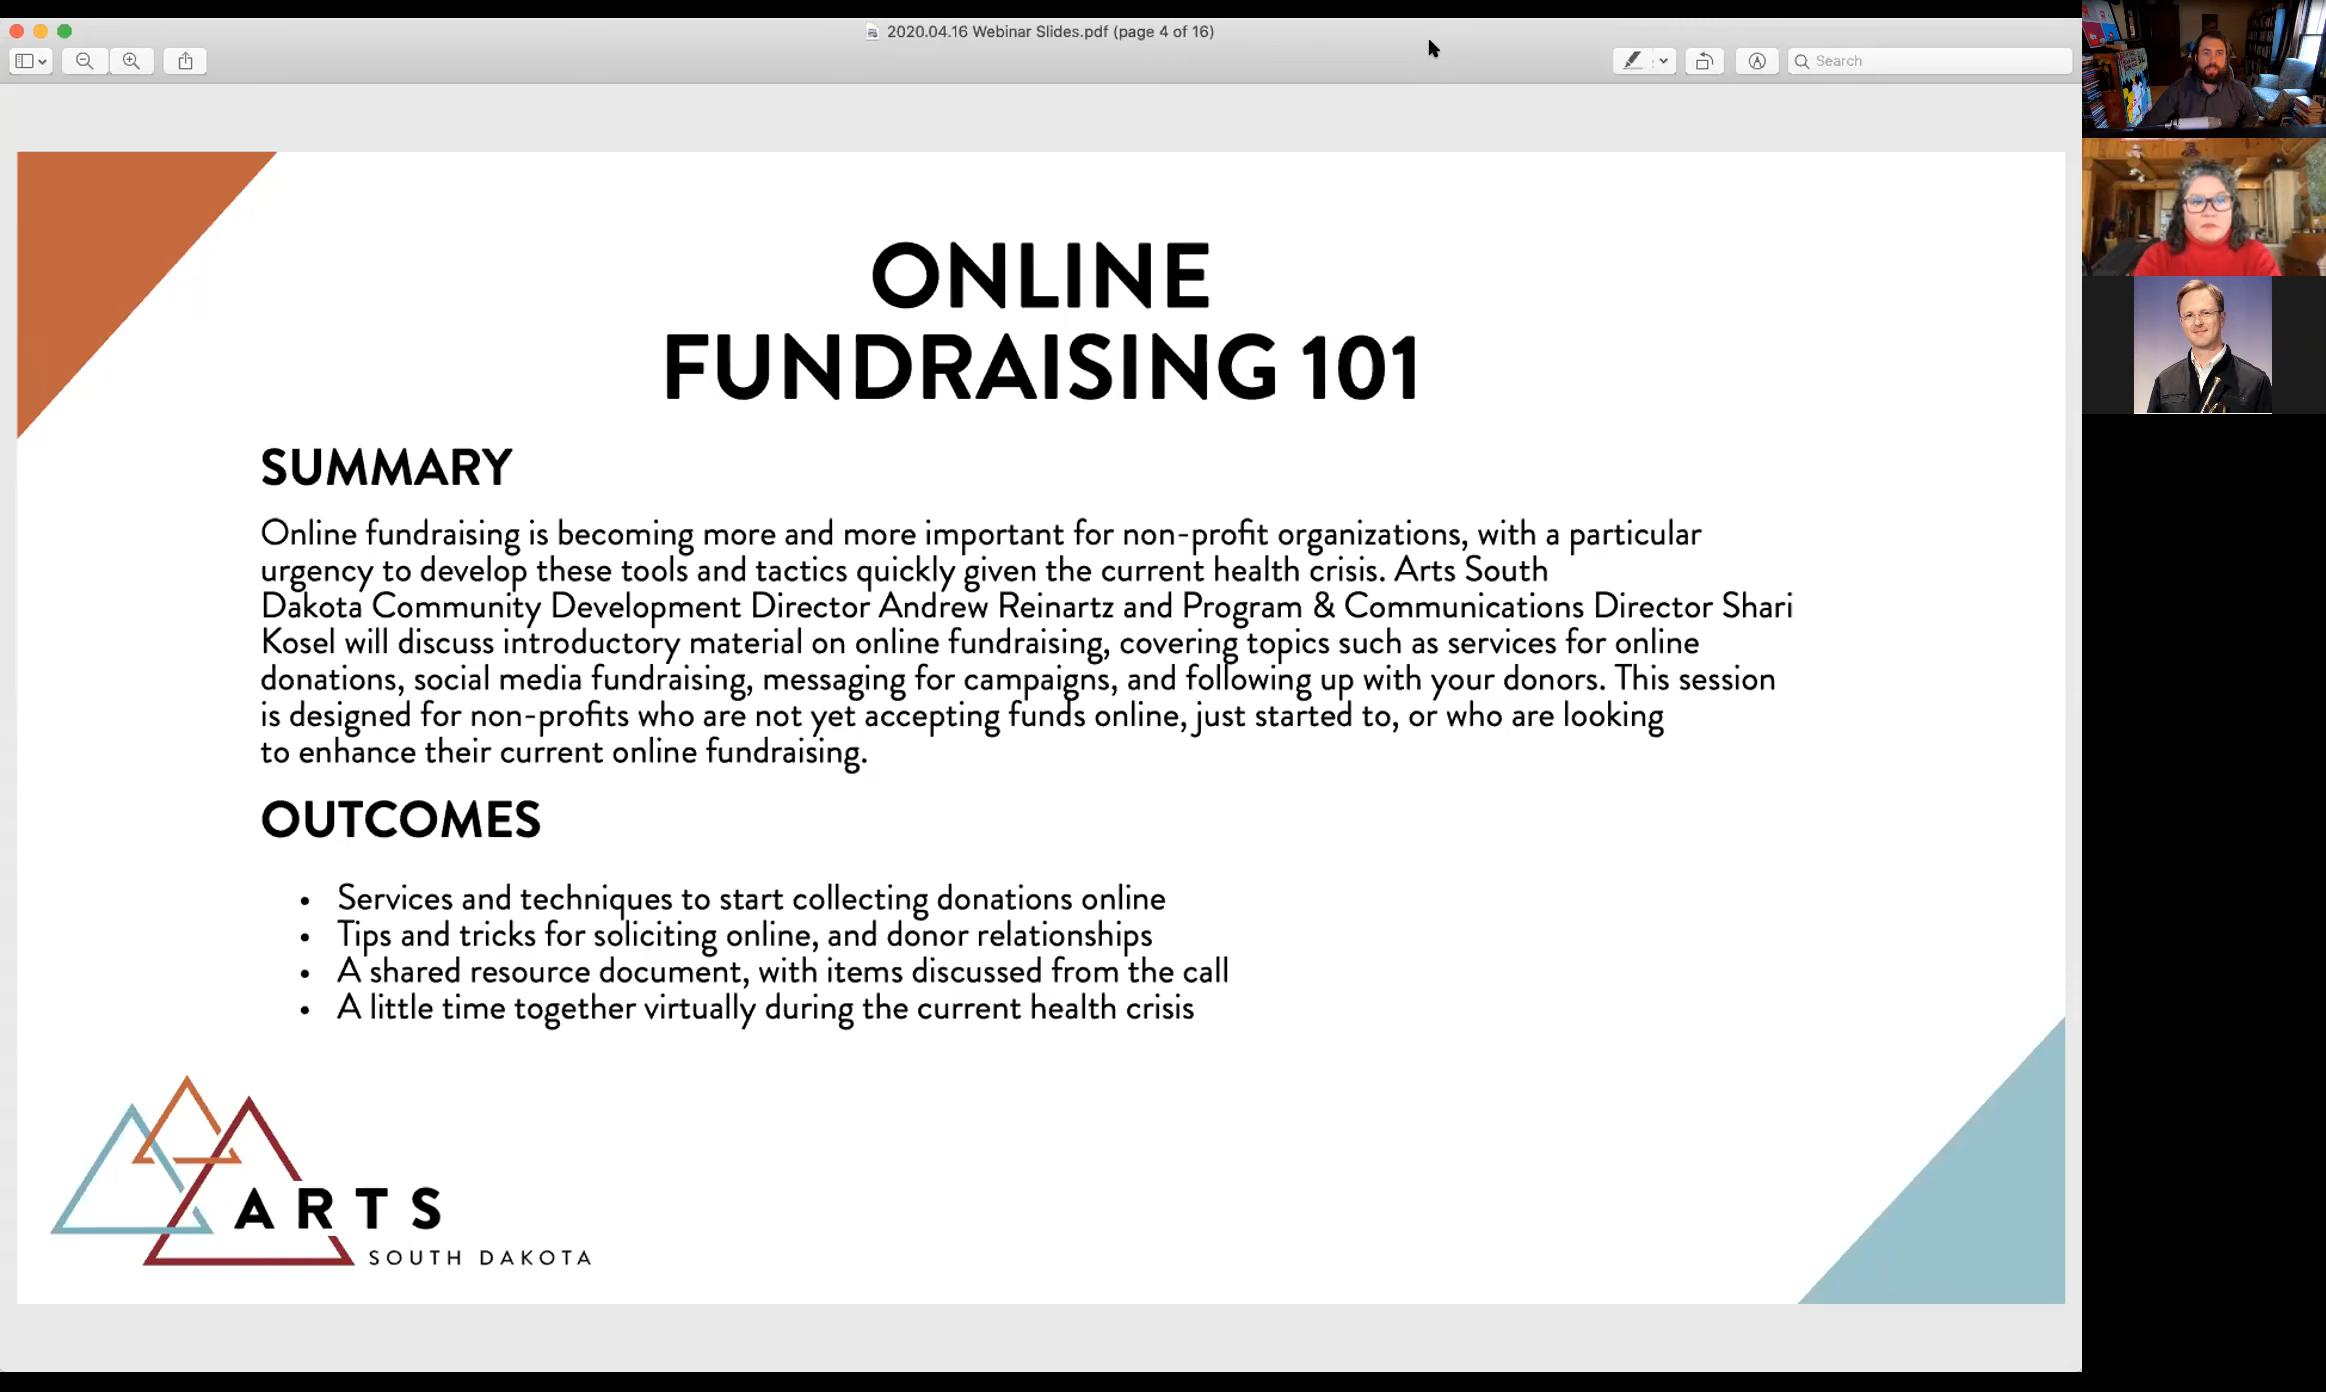 2020.04.16 Webinar Slides.pdf (page 4 of 16)
Search
ONLINE
FUNDRAISING 101
SUMMARY
Online fundraising is becoming more and more important for non-profit organizations, with a particular
urgency to develop these tools and tactics quickly given the current health crisis. Arts South
Dakota Community Development Director Andrew Reinartz and Program & Communications Director Shari
Kosel will discuss introductory material on online fundraising, covering topics such as services for online
donations, social media fundraising, messaging for campaigns, and following up with your donors. This session
is designed for non-profits who are not yet accepting funds online, just started to, or who are looking
to enhance their current online fundraising.
OUTCOMES
• Services and techniques to start collecting donations online
• Tips and tricks for soliciting online, and donor relationships
• A shared resource document, with items discussed from the call
• A little time together virtually during the current health crisis
ARTS
SOUTH DAKOTA